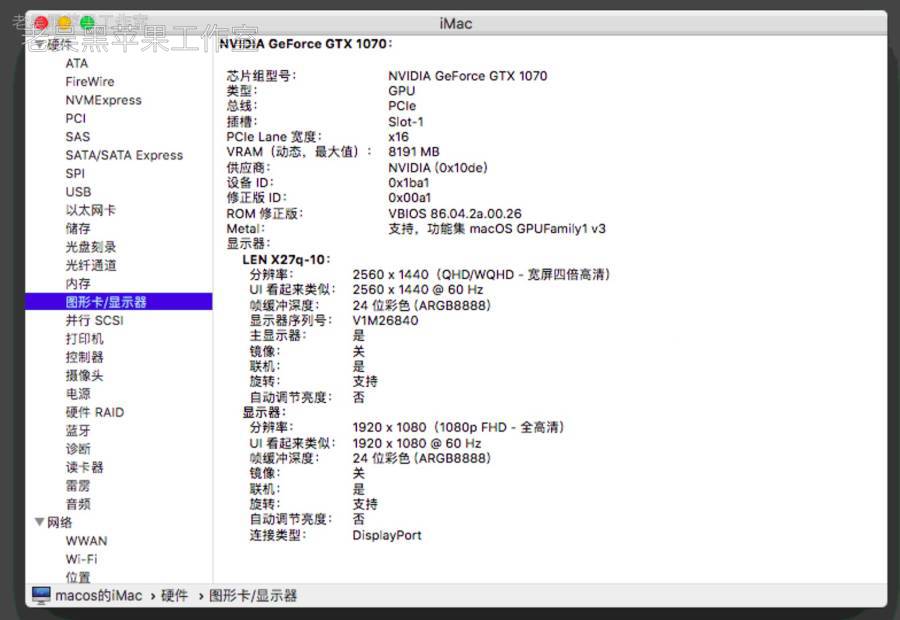 iMac
老吴黑苹果工作室
硬件
ATA
FireWire
NVMExpress
PCI
SAS
SATA/SATA Express
SPI
USB
以太网卡
储存
光盘刻录
光纤通道
内存
图形卡/显示器
并行 SCSI
打印机
控制器
摄像头
电源
硬件 RAID
蓝牙
诊断
读卡器
雷雳
音频
网络
WWAN
Wi-Fi
位置
NVIDIA GeForce GTX 1070：
芯片组型号： NVIDIA GeForce GTX 1070
类型： GPU
总线： PCIe
插槽： Slot-1
PCIe Lane 宽度： x16
VRAM（动态，最大值）： 8191 MB
供应商： NVIDIA (0x10de)
设备 ID： 0x1ba1
修正版 ID： 0x00a1
ROM 修正版： VBIOS 86.04.2a.00.26
Metal： 支持，功能集 macOS GPUFamily1 v3
显示器：
LEN X27q-10：
分辨率： 2560 x 1440（QHD/WQHD - 宽屏四倍高清）
UI 看起来类似： 2560 x 1440 @ 60 Hz
帧缓冲深度： 24 位彩色 (ARGB8888)
显示器序列号： V1M26840
主显示器： 是
镜像： 关
联机： 是
旋转： 支持
自动调节亮度： 否
显示器：
分辨率： 1920 x 1080（1080p FHD - 全高清）
UI 看起来类似： 1920 x 1080 @ 60 Hz
帧缓冲深度： 24 位彩色 (ARGB8888)
镜像： 关
联机： 是
旋转： 支持
自动调节亮度： 否
连接类型： DisplayPort
macos的iMac › 硬件 › 图形卡/显示器